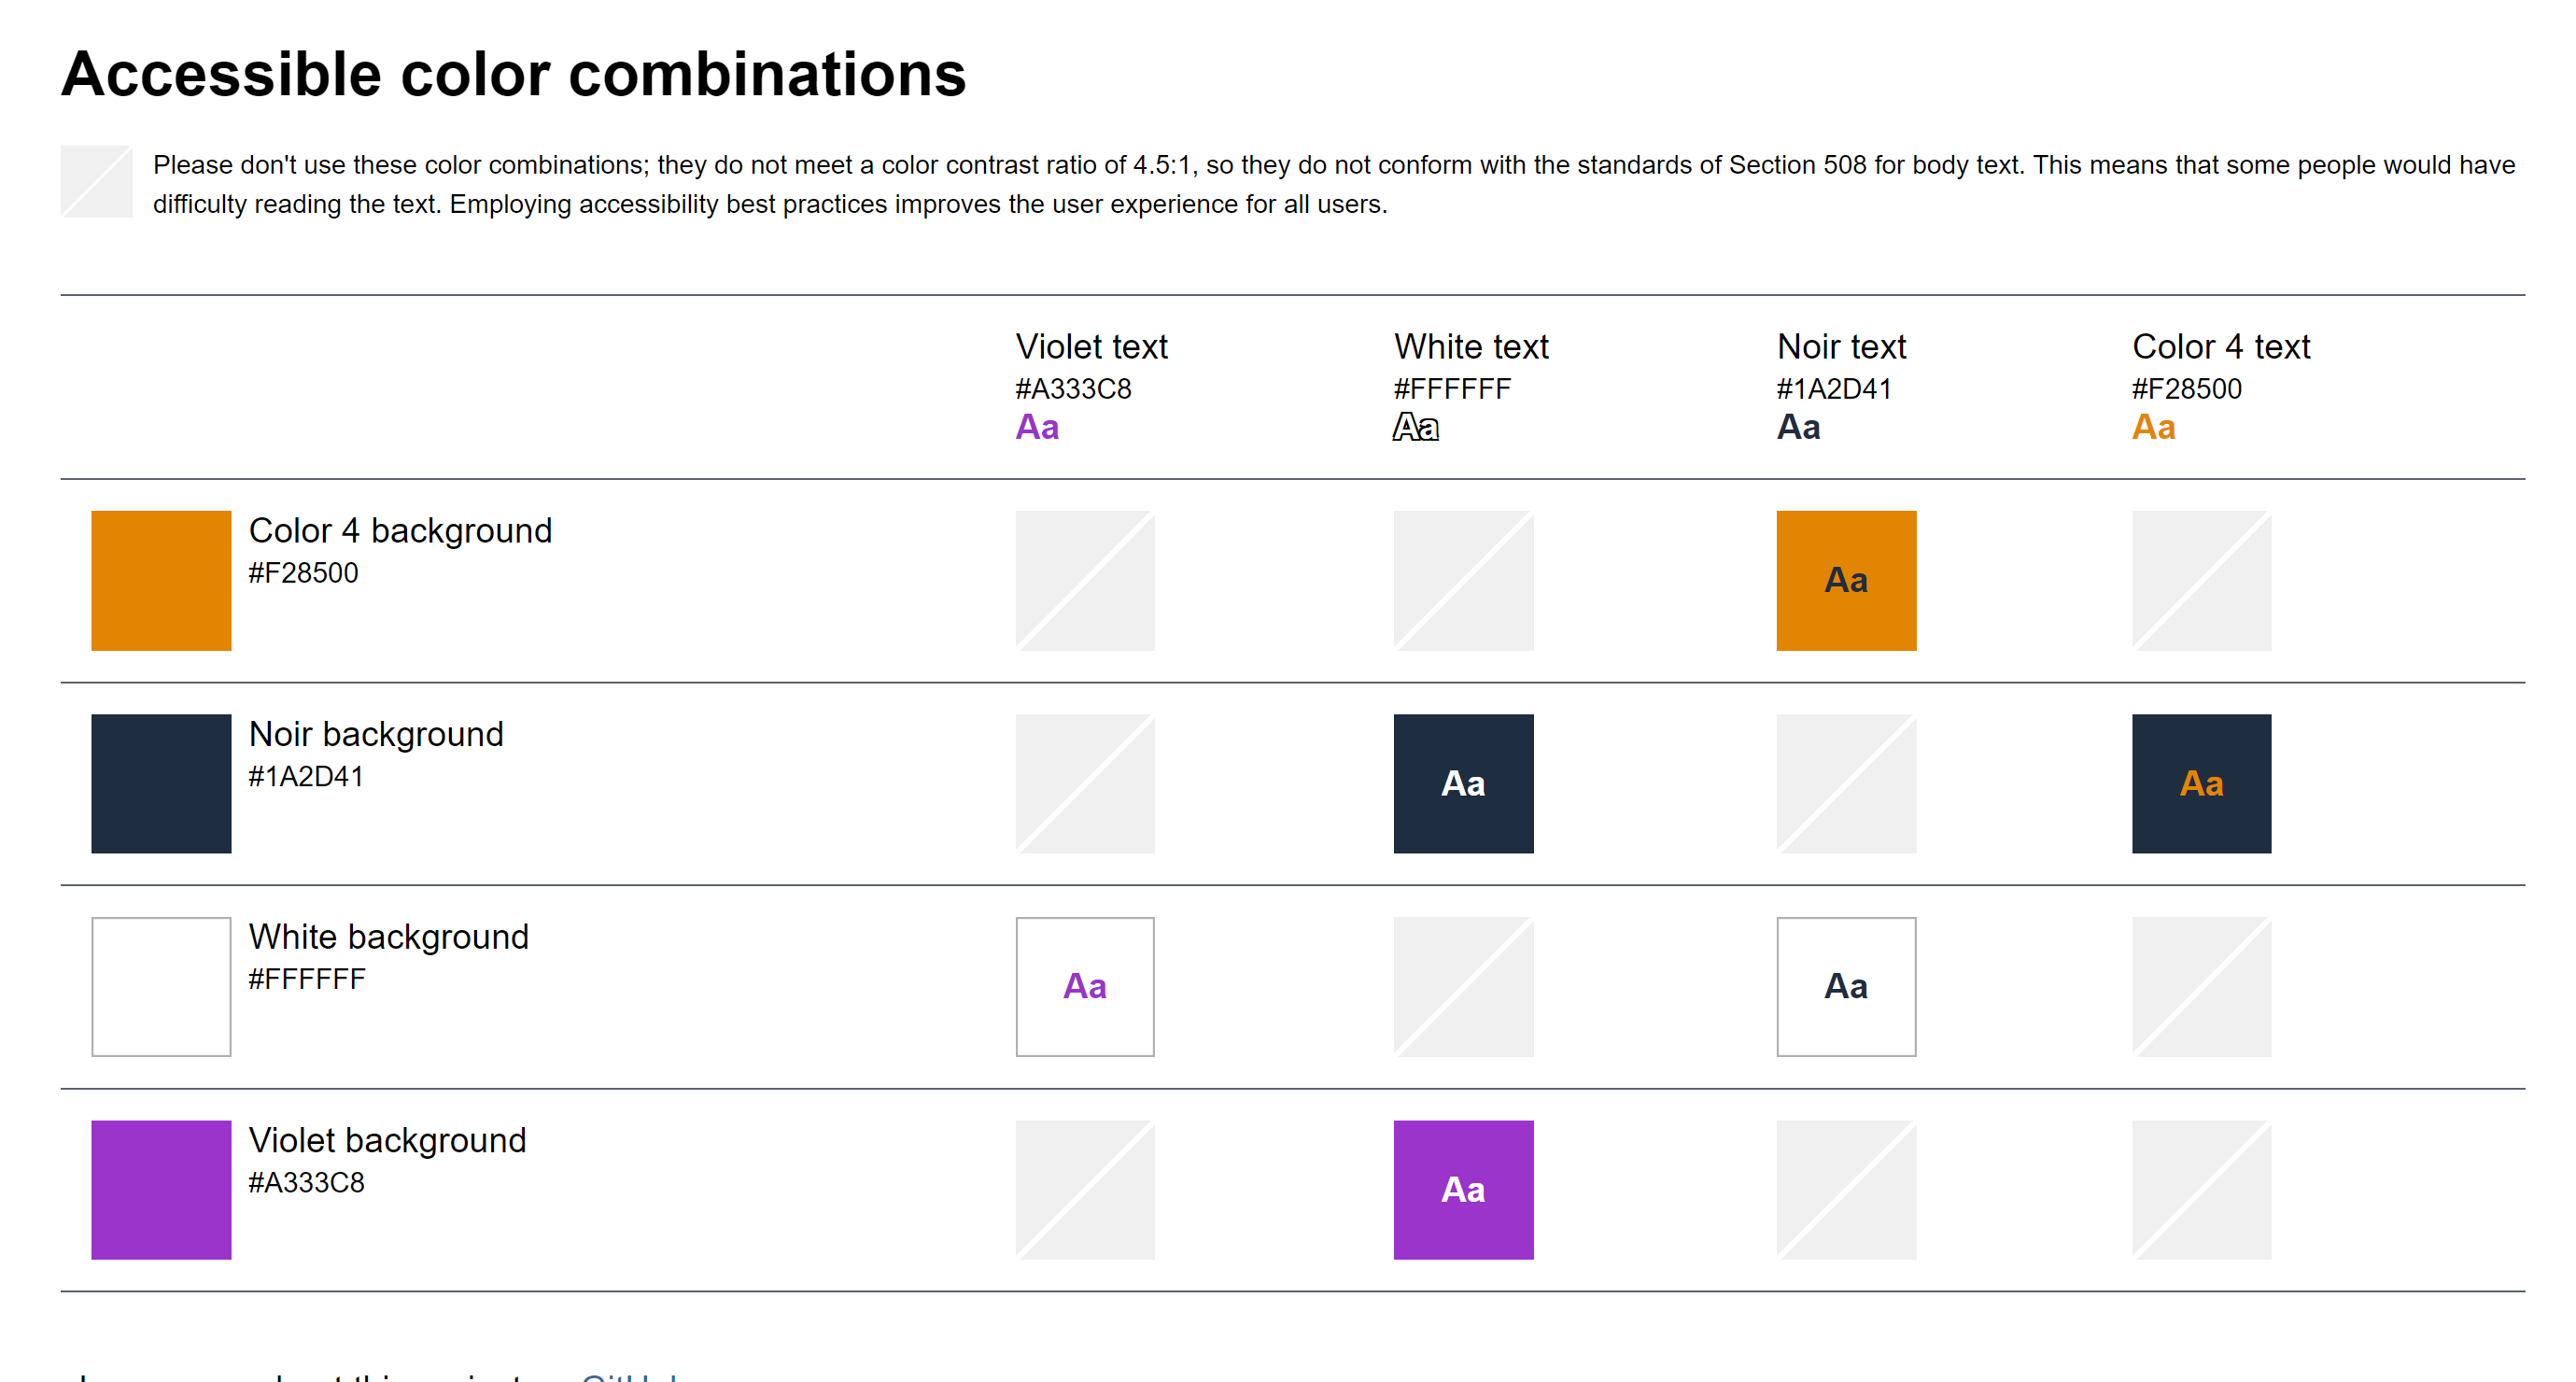 Accessible color combinations
Please don't use these color combinations; they do not meet a color contrast ratio of 4.5:1, so they do not conform with the standards of Section 508 for body text. This means that some people would have
difficulty reading the text. Employing accessibility best practices improves the user experience for all users.
Violet text White text Noir text Color 4 text
#A333C8 #FFFFFF #1A2D41 #F28500
Aa Aa Aa Aa
Color 4 background
#F28500
Aa
Noir background
#1A2D41
Aa Aa
White background
#FFFFFF
Aa Aa
Violet background
#A333C8
Aa